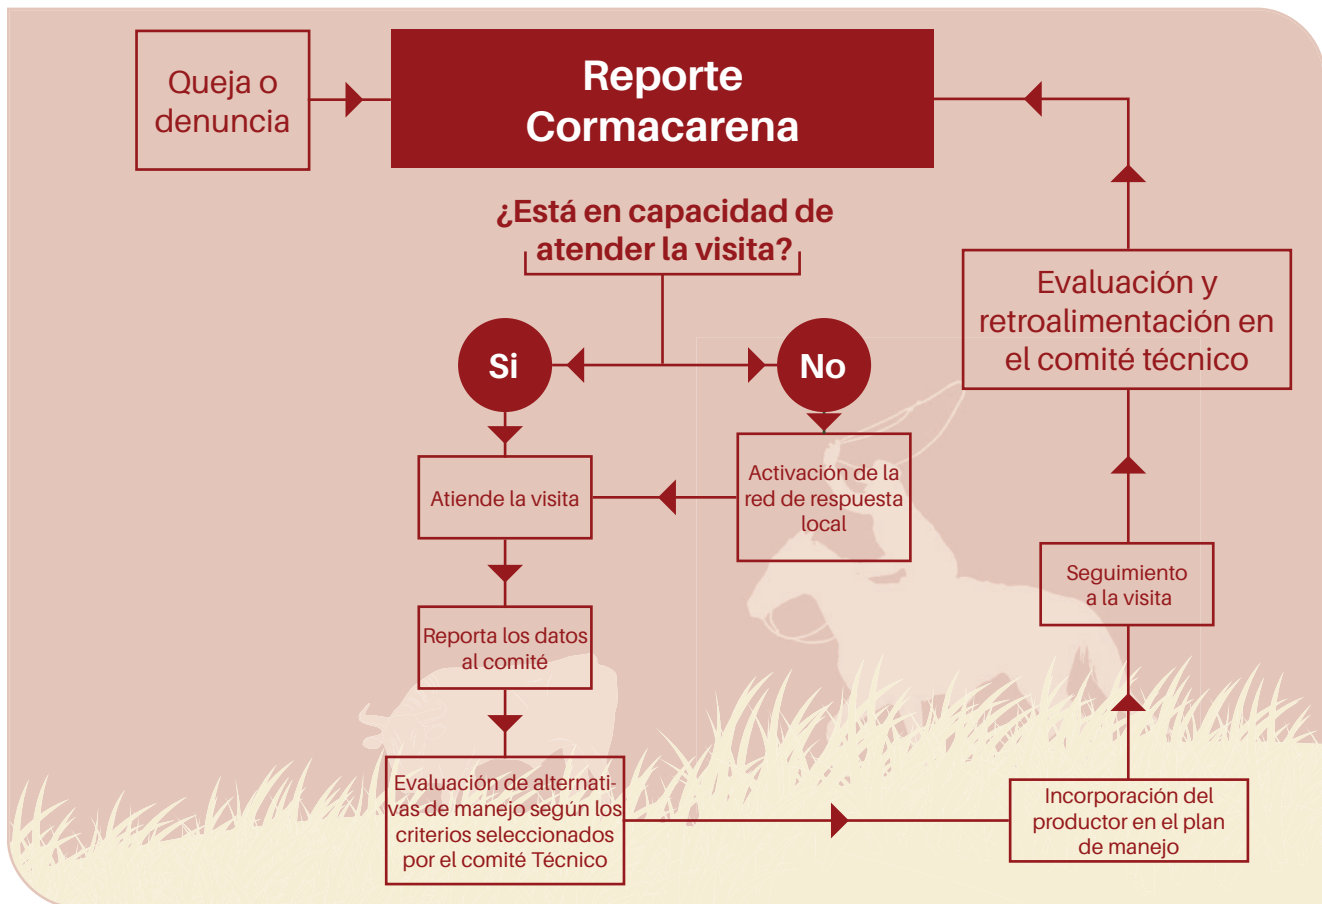 Queja o
denuncia
Reporte
Cormacarena
¿Está en capacidad de
atender la visita?
Si
No
Atiende la visita
Activación de la
red de respuesta
local
Reporta los datos
al comité
Evaluación de alternati-
vas de manejo según los
criterios seleccionados
por el comité Técnico
Incorporación del
productor en el plan
de manejo
Seguimiento
a la visita
Evaluación y
retroalimentación en
el comité técnico